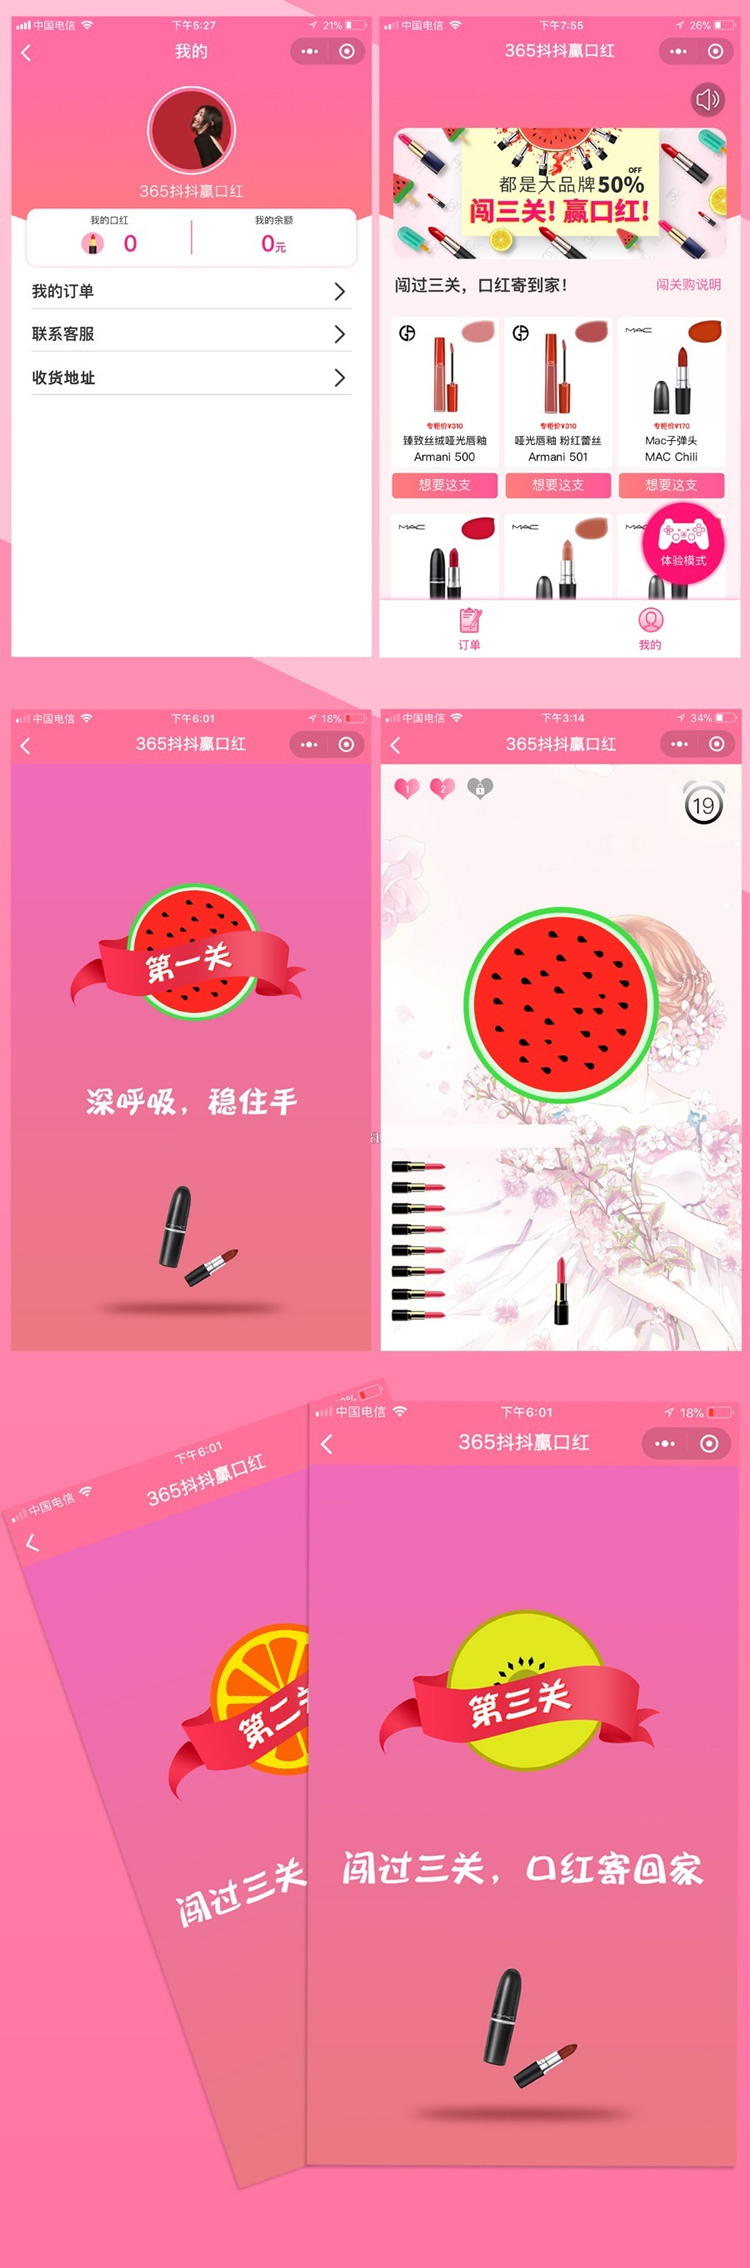 中国电信 下午5:27 21%
我的
365抖抖赢口红
我的口红 我的余额
0 0元
我的订单
联系客服
收货地址
中国电信 下午7:55 26%
365抖抖赢口红
OFF
都是大品牌50%
闯三关! 赢口红!
闯过三关，口红寄到家！ 闯关购说明
MAC
专柜价¥310 专柜价¥310 专柜价¥170
臻致丝绒哑光唇釉 哑光唇釉 粉红蕾丝 Mac子弹头
Armani 500 Armani 501 MAC Chili
想要这支 想要这支 想要这支
MAC MAC MAC
体验模式
订单 我的
中国电信 下午6:01 18%
365抖抖赢口红
第一关
深呼吸，稳住手
中国电信 下午3:14 34%
365抖抖赢口红
1 2 19
中国电信 下午6:01
365抖抖赢口红
第二关
闯过三关
中国电信 下午6:01 18%
365抖抖赢口红
第三关
闯过三关，口红寄回家